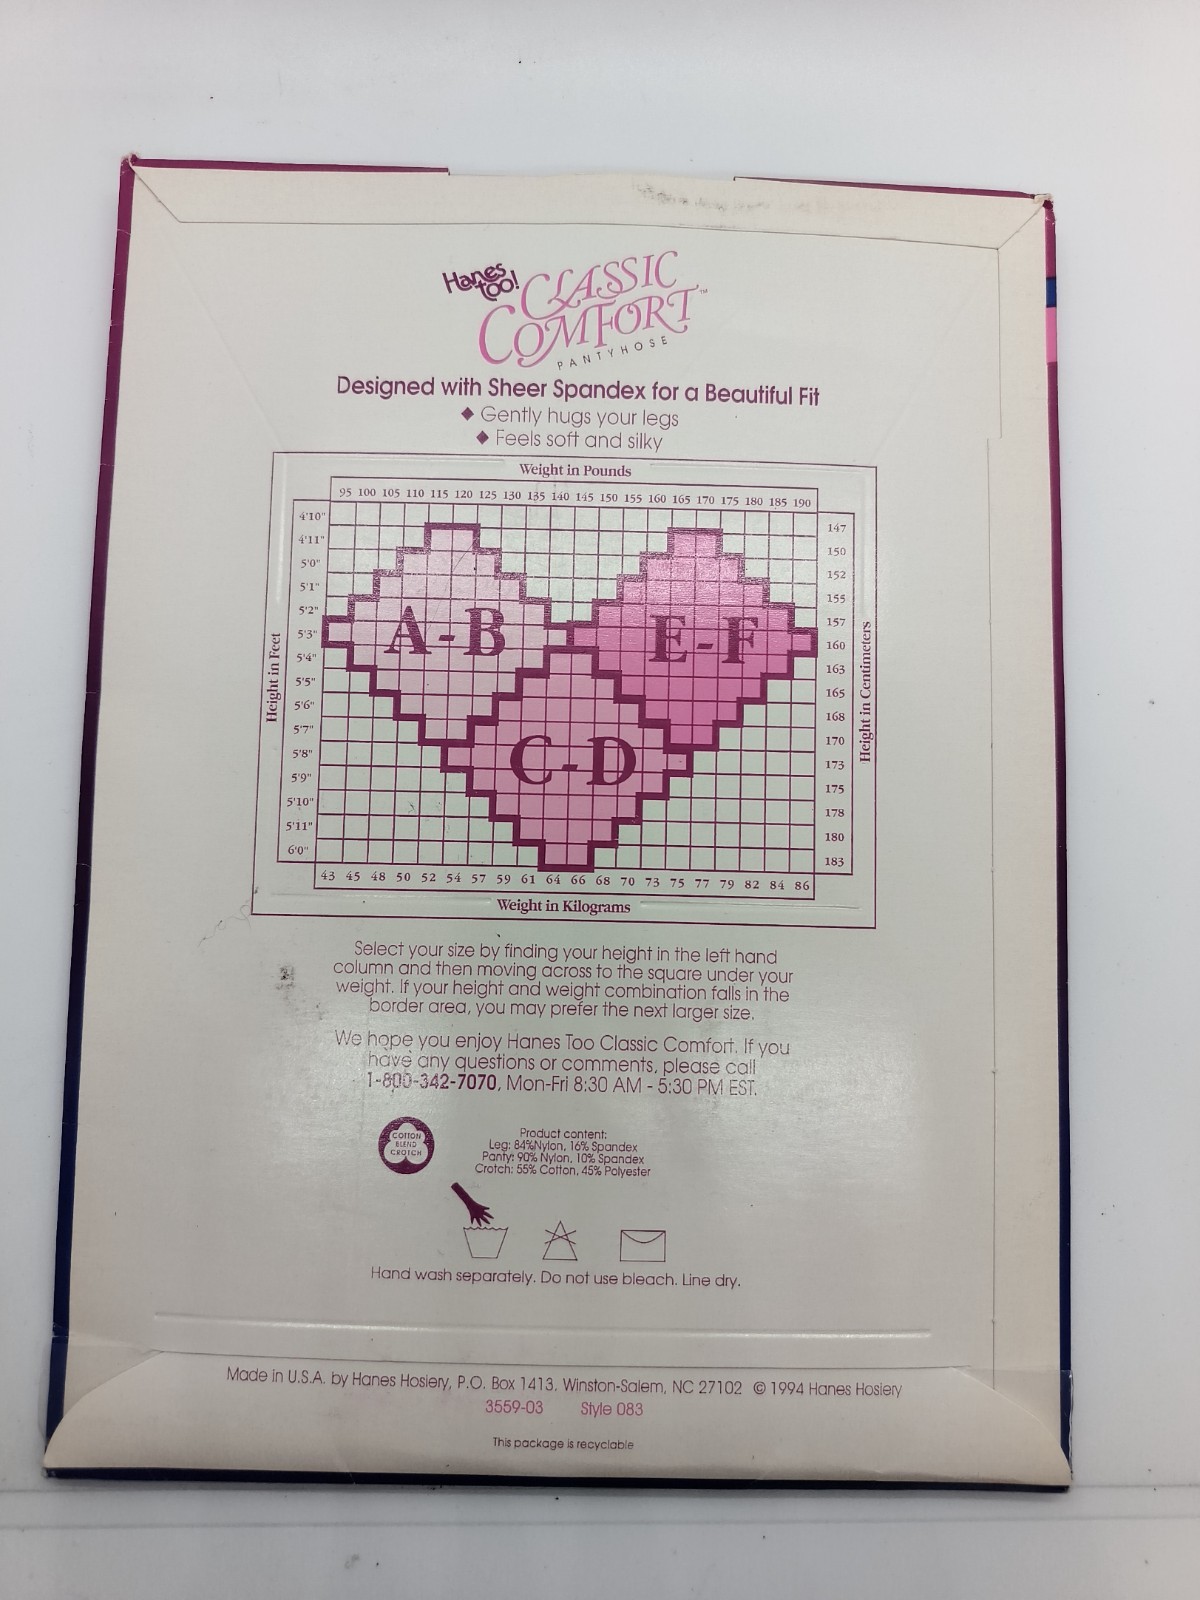 Hanes too!
CLASSIC
COMFORT™
PANTYHOSE
Designed with Sheer Spandex for a Beautiful Fit
◆ Gently hugs your legs
◆ Feels soft and silky
Weight in Pounds
95 100 105 110 115 120 125 130 135 140 145 150 155 160 165 170 175 180 185 190
4'10" 147
4'11" 150
5'0" 152
5'1" 155
5'2" 157
5'3" 160
5'4" 163
5'5" 165
5'6" 168
5'7" 170
5'8" 173
5'9" 175
5'10" 178
5'11" 180
6'0" 183
Height in Feet
Height in Centimeters
A-B
E-F
C-D
43 45 48 50 52 54 57 59 61 64 66 68 70 73 75 77 79 82 84 86
Weight in Kilograms
Select your size by finding your height in the left hand
column and then moving across to the square under your
weight. If your height and weight combination falls in the
border area, you may prefer the next larger size.
We hope you enjoy Hanes Too Classic Comfort. If you
have any questions or comments, please call
1-800-342-7070, Mon-Fri 8:30 AM - 5:30 PM EST.
COTTON
BLEND
CROTCH
Product content:
Leg: 84%Nylon, 16% Spandex
Panty: 90% Nylon, 10% Spandex
Crotch: 55% Cotton, 45% Polyester
Hand wash separately. Do not use bleach. Line dry.
Made in U.S.A. by Hanes Hosiery, P.O. Box 1413, Winston-Salem, NC 27102 © 1994 Hanes Hosiery
3559-03 Style 083
This package is recyclable